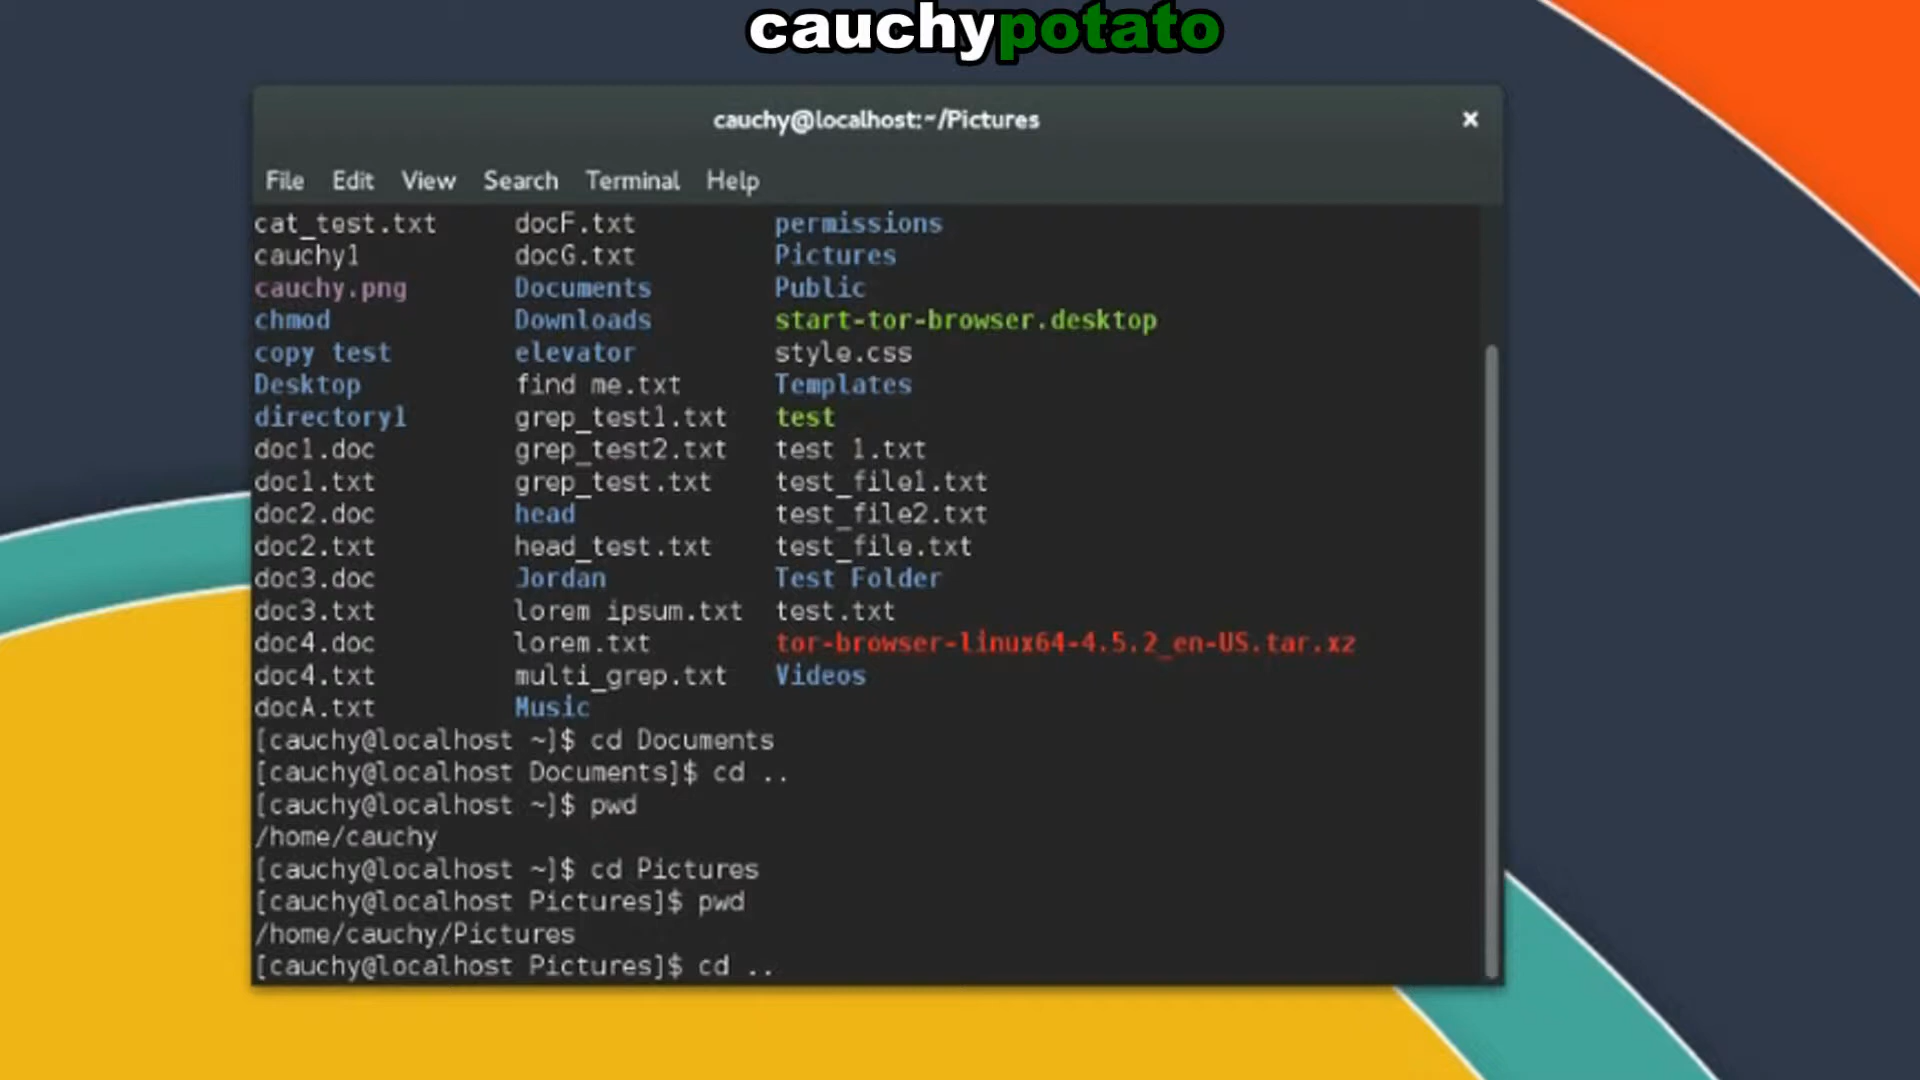 cauchypotato
cauchy@localhost:~/Pictures ×
File Edit View Search Terminal Help
cat_test.txt docF.txt permissions
cauchy1 docG.txt Pictures
cauchy.png Documents Public
chmod Downloads start-tor-browser.desktop
copy test elevator style.css
Desktop find me.txt Templates
directory1 grep_test1.txt test
doc1.doc grep_test2.txt test 1.txt
doc1.txt grep_test.txt test_file1.txt
doc2.doc head test_file2.txt
doc2.txt head_test.txt test_file.txt
doc3.doc Jordan Test Folder
doc3.txt lorem ipsum.txt test.txt
doc4.doc lorem.txt tor-browser-linux64-4.5.2_en-US.tar.xz
doc4.txt multi_grep.txt Videos
docA.txt Music
[cauchy@localhost ~]$ cd Documents
[cauchy@localhost Documents]$ cd ..
[cauchy@localhost ~]$ pwd
/home/cauchy
[cauchy@localhost ~]$ cd Pictures
[cauchy@localhost Pictures]$ pwd
/home/cauchy/Pictures
[cauchy@localhost Pictures]$ cd ..